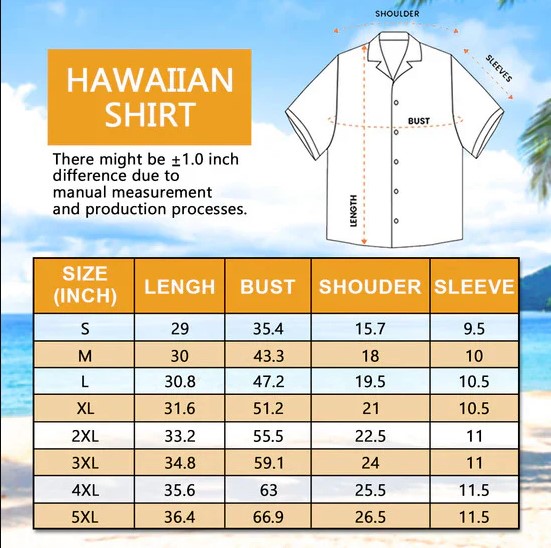 SHOULDER
HAWAIIAN
SHIRT
SLEEVES
BUST
LENGTH
There might be ±1.0 inch
difference due to
manual measurement
and production processes.
SIZE (INCH) LENGH BUST SHOUDER SLEEVE
S 29 35.4 15.7 9.5
M 30 43.3 18 10
L 30.8 47.2 19.5 10.5
XL 31.6 51.2 21 10.5
2XL 33.2 55.5 22.5 11
3XL 34.8 59.1 24 11
4XL 35.6 63 25.5 11.5
5XL 36.4 66.9 26.5 11.5